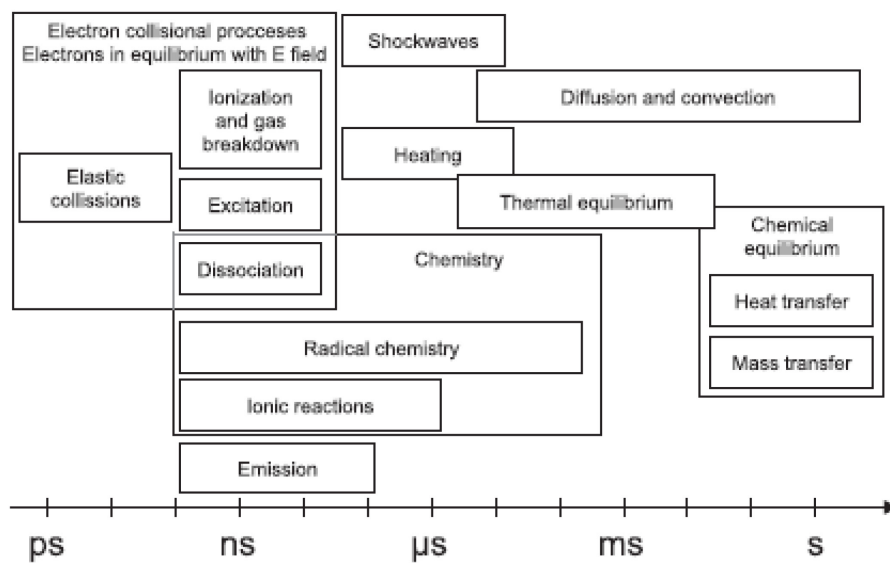 Electron collisional procceses
Electrons in equilibrium with E field
Shockwaves
Ionization
and gas
breakdown
Diffusion and convection
Heating
Elastic
collissions
Excitation
Thermal equilibrium
Chemical
equilibrium
Dissociation
Chemistry
Heat transfer
Radical chemistry
Mass transfer
Ionic reactions
Emission
ps
ns
µs
ms
s